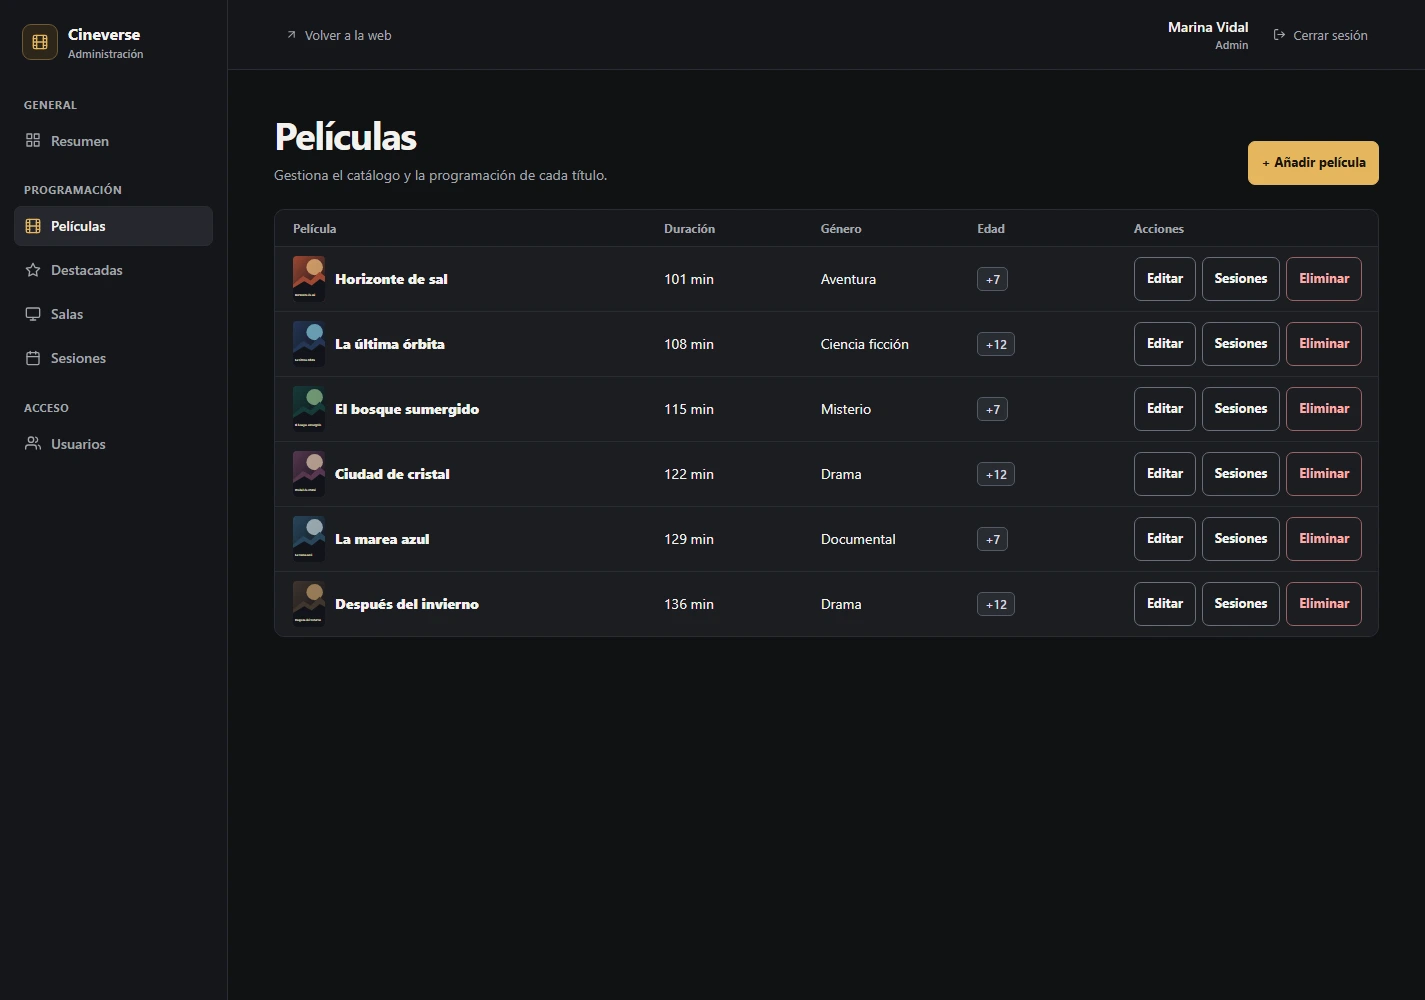 Cineverse
Administración
GENERAL
Resumen
PROGRAMACIÓN
Películas
Destacadas
Salas
Sesiones
ACCESO
Usuarios
Volver a la web
Marina Vidal
Admin
Cerrar sesión
Películas
Gestiona el catálogo y la programación de cada título.
+ Añadir película
Película Duración Género Edad Acciones
Horizonte de sal 101 min Aventura +7 Editar Sesiones Eliminar
La última órbita 108 min Ciencia ficción +12 Editar Sesiones Eliminar
El bosque sumergido 115 min Misterio +7 Editar Sesiones Eliminar
Ciudad de cristal 122 min Drama +12 Editar Sesiones Eliminar
La marea azul 129 min Documental +7 Editar Sesiones Eliminar
Después del invierno 136 min Drama +12 Editar Sesiones Eliminar